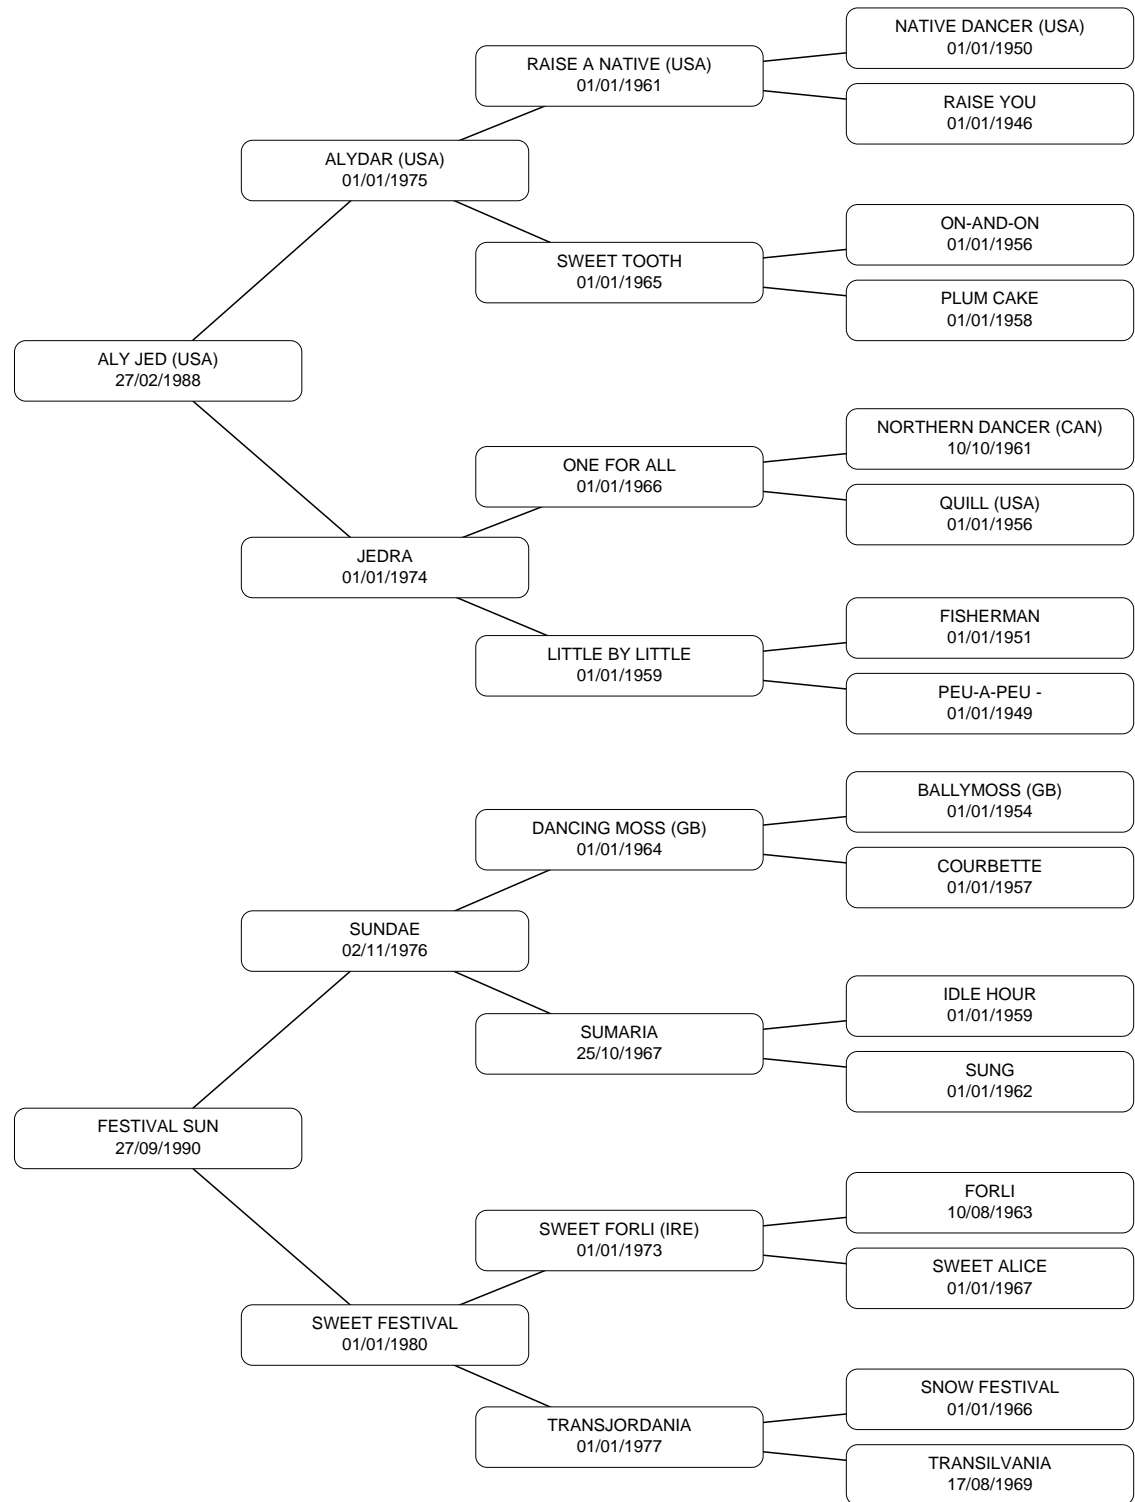 NATIVE DANCER (USA)
01/01/1950
RAISE A NATIVE (USA)
01/01/1961
RAISE YOU
01/01/1946
ALYDAR (USA)
01/01/1975
ON-AND-ON
01/01/1956
SWEET TOOTH
01/01/1965
PLUM CAKE
01/01/1958
ALY JED (USA)
27/02/1988
NORTHERN DANCER (CAN)
10/10/1961
ONE FOR ALL
01/01/1966
QUILL (USA)
01/01/1956
JEDRA
01/01/1974
FISHERMAN
01/01/1951
LITTLE BY LITTLE
01/01/1959
PEU-A-PEU -
01/01/1949
BALLYMOSS (GB)
01/01/1954
DANCING MOSS (GB)
01/01/1964
COURBETTE
01/01/1957
SUNDAE
02/11/1976
IDLE HOUR
01/01/1959
SUMARIA
25/10/1967
SUNG
01/01/1962
FESTIVAL SUN
27/09/1990
FORLI
10/08/1963
SWEET FORLI (IRE)
01/01/1973
SWEET ALICE
01/01/1967
SWEET FESTIVAL
01/01/1980
SNOW FESTIVAL
01/01/1966
TRANSJORDANIA
01/01/1977
TRANSILVANIA
17/08/1969